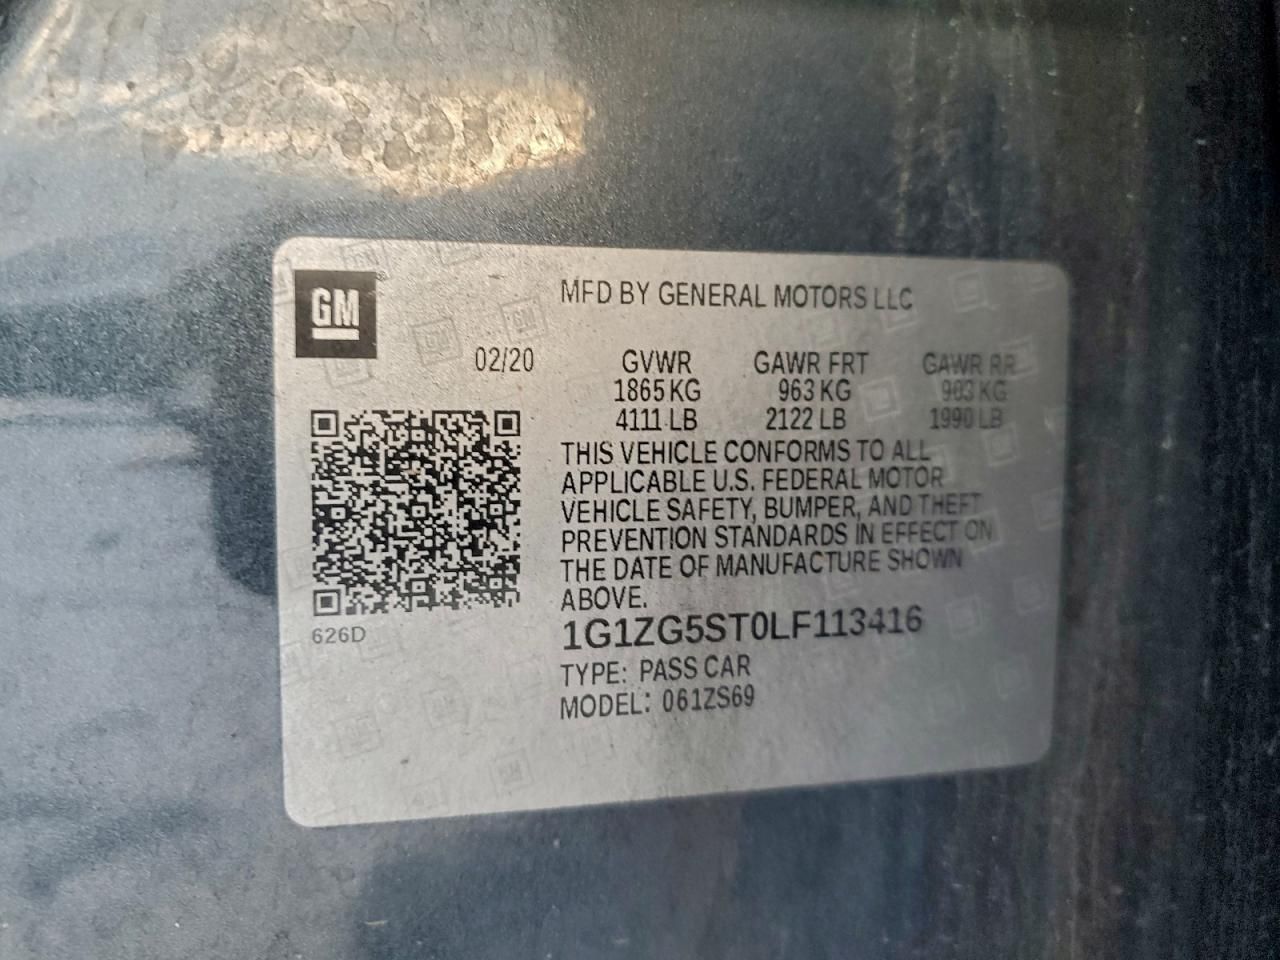 GM
MFD BY GENERAL MOTORS LLC
02/20
GVWR GAWR FRT GAWR RR
1865 KG 963 KG 903 KG
4111 LB 2122 LB 1990 LB
THIS VEHICLE CONFORMS TO ALL
APPLICABLE U.S. FEDERAL MOTOR
VEHICLE SAFETY, BUMPER, AND THEFT
PREVENTION STANDARDS IN EFFECT ON
THE DATE OF MANUFACTURE SHOWN
ABOVE.
626D
1G1ZG5ST0LF113416
TYPE: PASS CAR
MODEL: 061ZS69